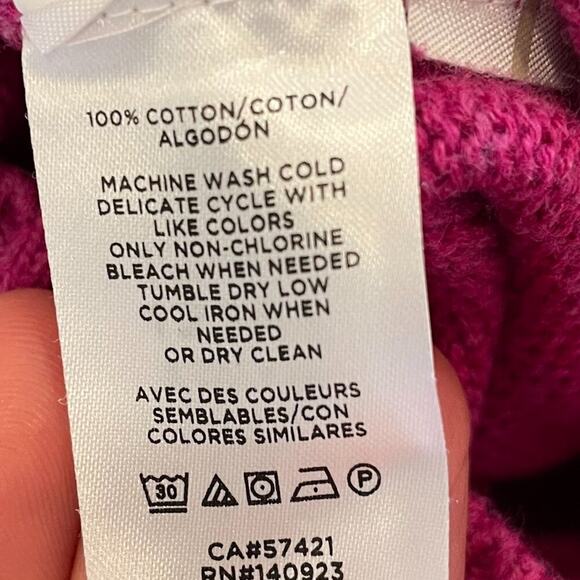 100% COTTON/COTON/
ALGODÓN
MACHINE WASH COLD
DELICATE CYCLE WITH
LIKE COLORS
ONLY NON-CHLORINE
BLEACH WHEN NEEDED
TUMBLE DRY LOW
COOL IRON WHEN
NEEDED
OR DRY CLEAN
AVEC DES COULEURS
SEMBLABLES/CON
COLORES SIMILARES
30 P
CA#57421
RN#140923